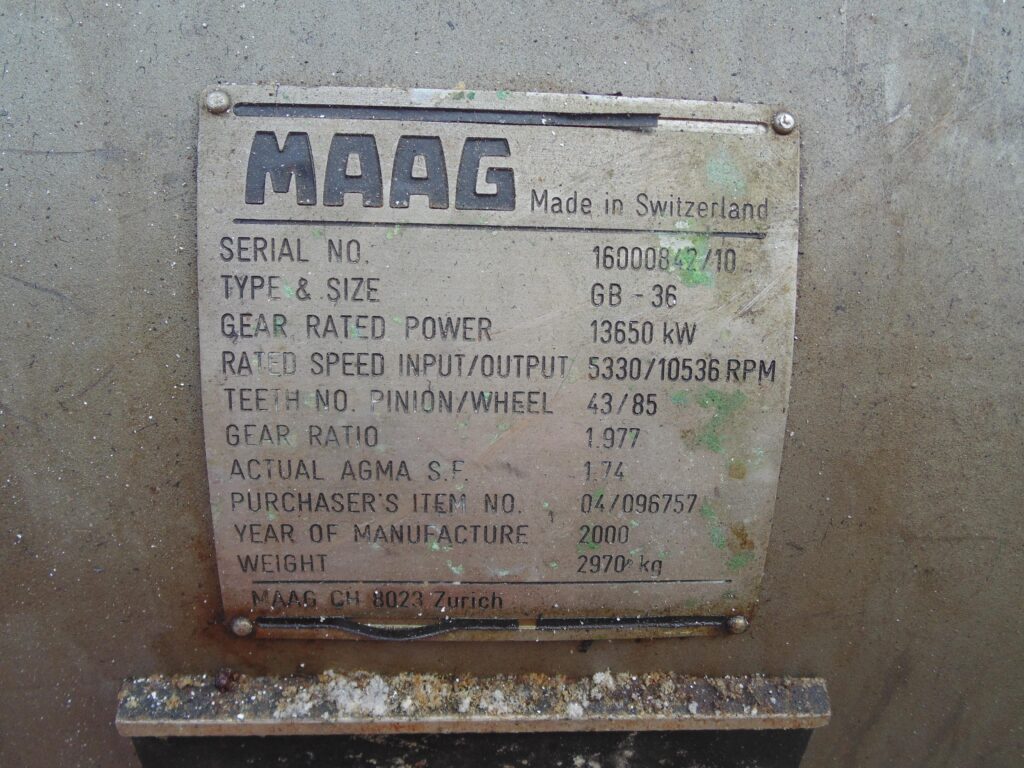 MAAG Made in Switzerland
SERIAL NO. 16000842/10
TYPE & SIZE GB - 36
GEAR RATED POWER 13650 kW
RATED SPEED INPUT/OUTPUT 5330/10536 RPM
TEETH NO. PINION/WHEEL 43/85
GEAR RATIO 1.977
ACTUAL AGMA S.F. 1.74
PURCHASER'S ITEM NO. 04/096757
YEAR OF MANUFACTURE 2000
WEIGHT 2970 kg
MAAG CH 8023 Zürich